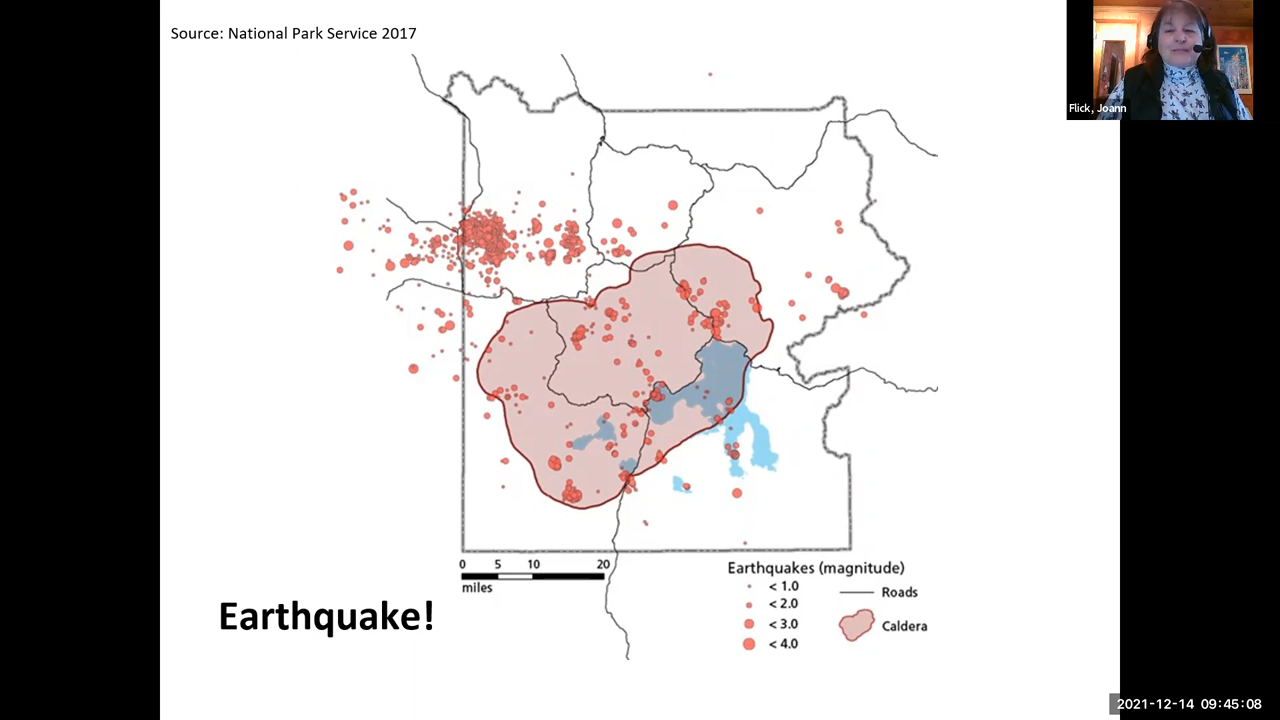 Source: National Park Service 2017
Flick, Joann
0 5 10 20
miles
Earthquake!
Earthquakes (magnitude)
< 1.0
< 2.0
< 3.0
< 4.0
Roads
Caldera
2021-12-14 09:45:08